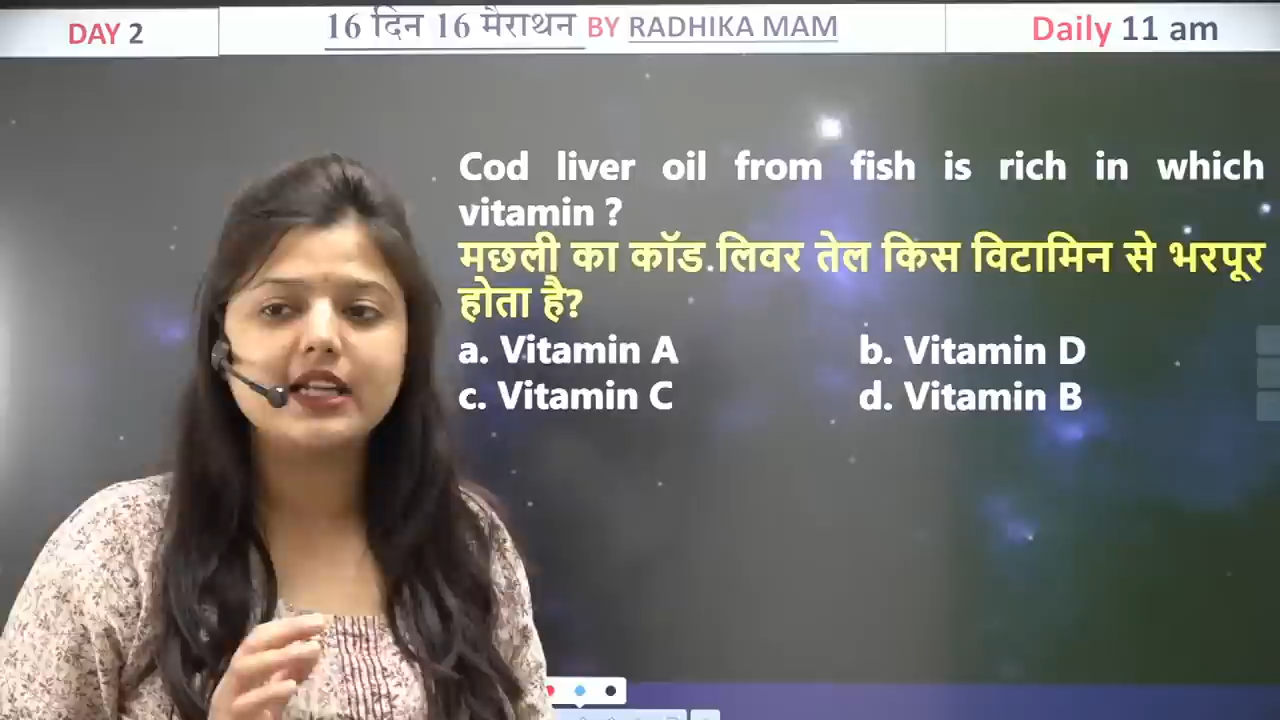 DAY 2
16 दिन 16 मैराथन BY RADHIKA MAM
Daily 11 am
Cod liver oil from fish is rich in which
vitamin ?
मछली का कॉड लिवर तेल किस विटामिन से भरपूर
होता है?
a. Vitamin A
b. Vitamin D
c. Vitamin C
d. Vitamin B